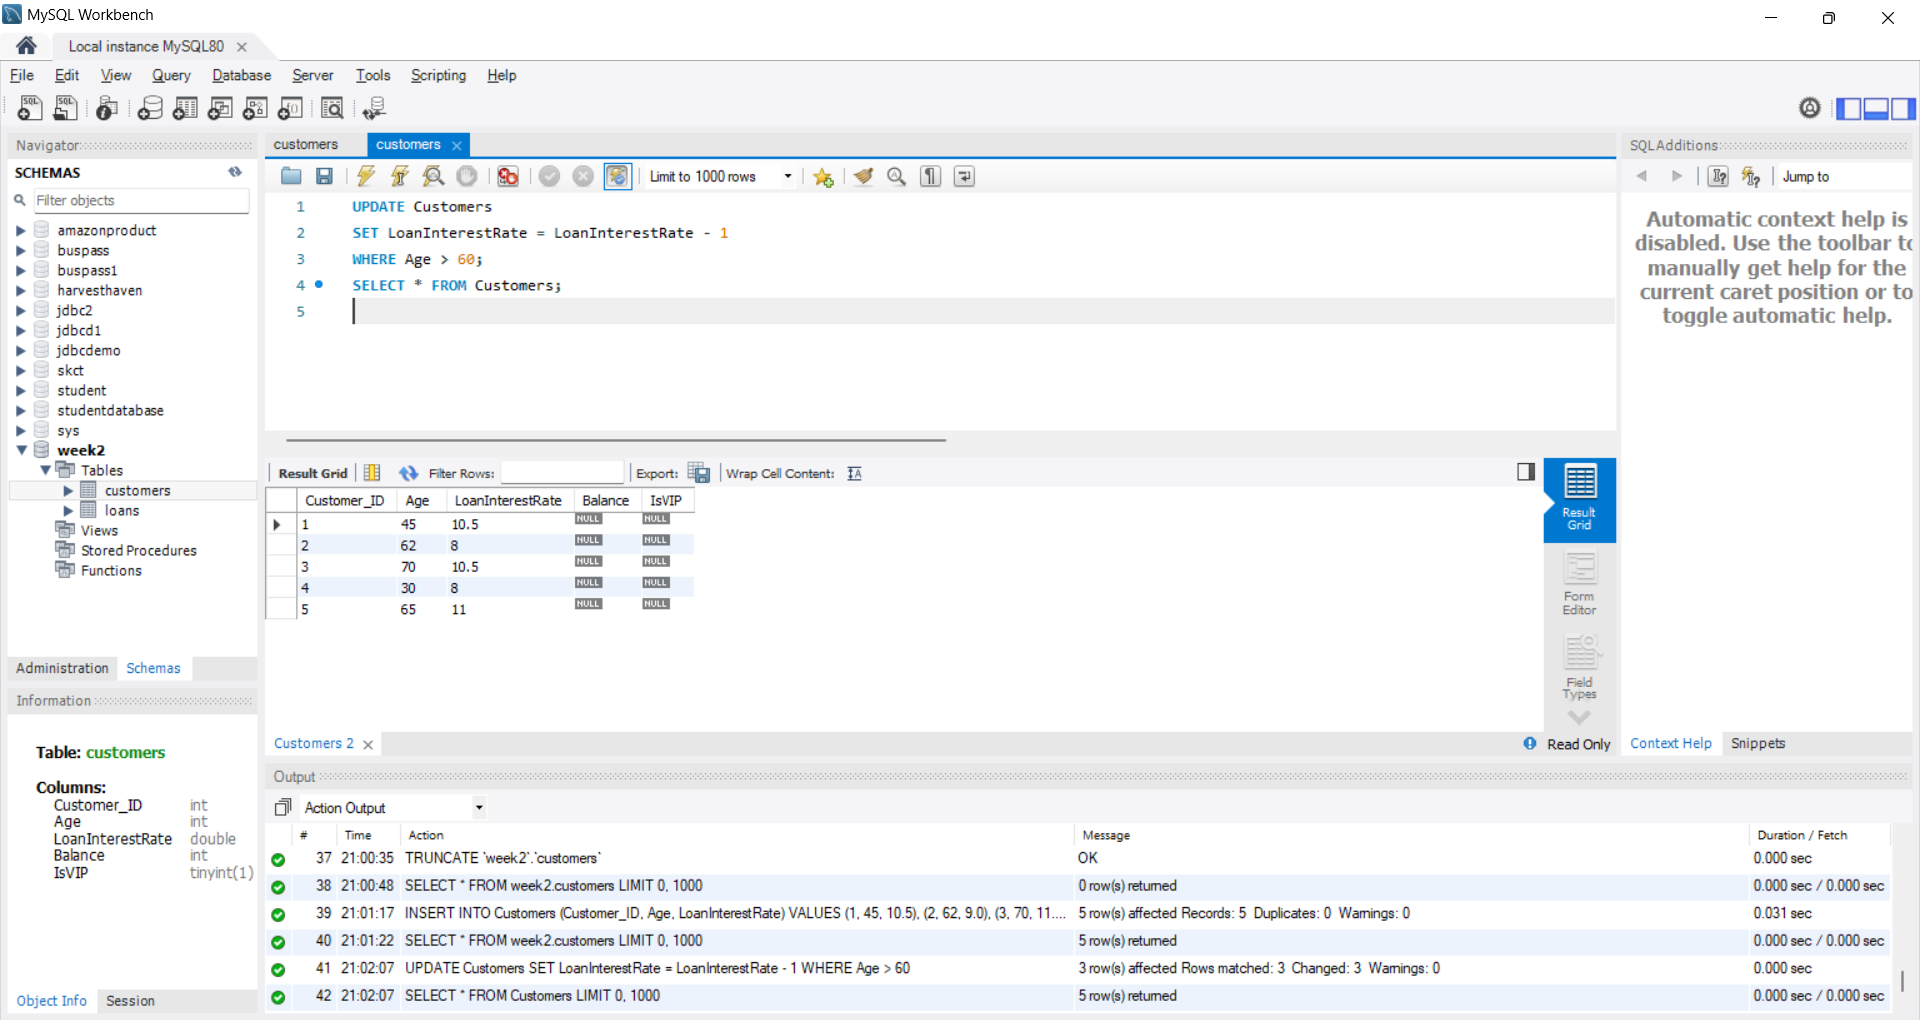 MySQL Workbench
Local instance MySQL80
File Edit View Query Database Server Tools Scripting Help
Navigator
SCHEMAS
Filter objects
amazonproduct
buspass
buspass1
harvesthaven
jdbc2
jdbcd1
jdbcdemo
skct
student
studentdatabase
sys
week2
Tables
customers
loans
Views
Stored Procedures
Functions
Administration Schemas
Information
Table: customers
Columns:
Customer_ID int
Age int
LoanInterestRate double
Balance int
IsVIP tinyint(1)
Object Info Session
customers customers
Limit to 1000 rows
1 UPDATE Customers
2 SET LoanInterestRate = LoanInterestRate - 1
3 WHERE Age > 60;
4 SELECT * FROM Customers;
5
Result Grid Filter Rows: Export: Wrap Cell Content:
Customer_ID Age LoanInterestRate Balance IsVIP
1 45 10.5 NULL NULL
2 62 8 NULL NULL
3 70 10.5 NULL NULL
4 30 8 NULL NULL
5 65 11 NULL NULL
Result
Grid
Form
Editor
Field
Types
Customers 2
Read Only
SQLAdditions
Jump to
Automatic context help is
disabled. Use the toolbar to
manually get help for the
current caret position or to
toggle automatic help.
Context Help Snippets
Output
Action Output
# Time Action Message Duration / Fetch
37 21:00:35 TRUNCATE `week2`.`customers` OK 0.000 sec
38 21:00:48 SELECT * FROM week2.customers LIMIT 0, 1000 0 row(s) returned 0.000 sec / 0.000 sec
39 21:01:17 INSERT INTO Customers (Customer_ID, Age, LoanInterestRate) VALUES (1, 45, 10.5), (2, 62, 9.0), (3, 70, 11.... 5 row(s) affected Records: 5 Duplicates: 0 Warnings: 0 0.031 sec
40 21:01:22 SELECT * FROM week2.customers LIMIT 0, 1000 5 row(s) returned 0.000 sec / 0.000 sec
41 21:02:07 UPDATE Customers SET LoanInterestRate = LoanInterestRate - 1 WHERE Age > 60 3 row(s) affected Rows matched: 3 Changed: 3 Warnings: 0 0.000 sec
42 21:02:07 SELECT * FROM Customers LIMIT 0, 1000 5 row(s) returned 0.000 sec / 0.000 sec